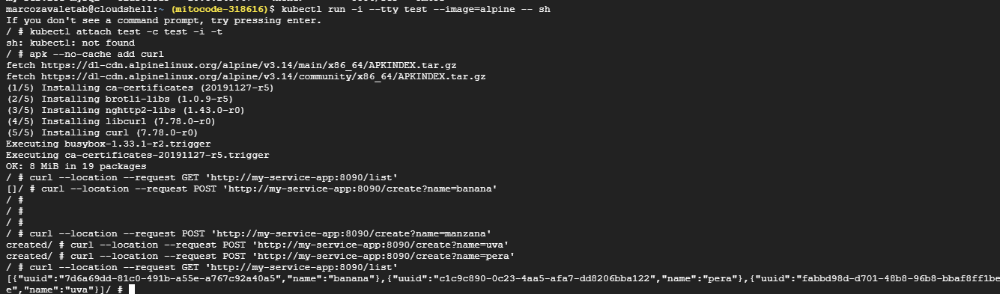 marcozavaletab@cloudshell:~ (mitocode-318616)$ kubectl run -i --tty test --image=alpine -- sh
If you don't see a command prompt, try pressing enter.
/ # kubectl attach test -c test -i -t
sh: kubectl: not found
/ # apk --no-cache add curl
fetch https://dl-cdn.alpinelinux.org/alpine/v3.14/main/x86_64/APKINDEX.tar.gz
fetch https://dl-cdn.alpinelinux.org/alpine/v3.14/community/x86_64/APKINDEX.tar.gz
(1/5) Installing ca-certificates (20191127-r5)
(2/5) Installing brotli-libs (1.0.9-r5)
(3/5) Installing nghttp2-libs (1.43.0-r0)
(4/5) Installing libcurl (7.78.0-r0)
(5/5) Installing curl (7.78.0-r0)
Executing busybox-1.33.1-r2.trigger
Executing ca-certificates-20191127-r5.trigger
OK: 8 MiB in 19 packages
/ # curl --location --request GET 'http://my-service-app:8090/list'
[]/ # curl --location --request POST 'http://my-service-app:8090/create?name=banana'
/ #
/ #
/ #
/ # curl --location --request POST 'http://my-service-app:8090/create?name=manzana'
created/ # curl --location --request POST 'http://my-service-app:8090/create?name=uva'
created/ # curl --location --request POST 'http://my-service-app:8090/create?name=pera'
/ # curl --location --request GET 'http://my-service-app:8090/list'
[{"uuid":"7d6a69dd-81c0-491b-a55e-a767c92a40a5","name":"banana"},{"uuid":"c1c9c890-0c23-4aa5-afa7-dd8206bba122","name":"pera"},{"uuid":"fabbd98d-d701-48b8-96b8-bbaf8ff1be
e","name":"uva"}]/ #